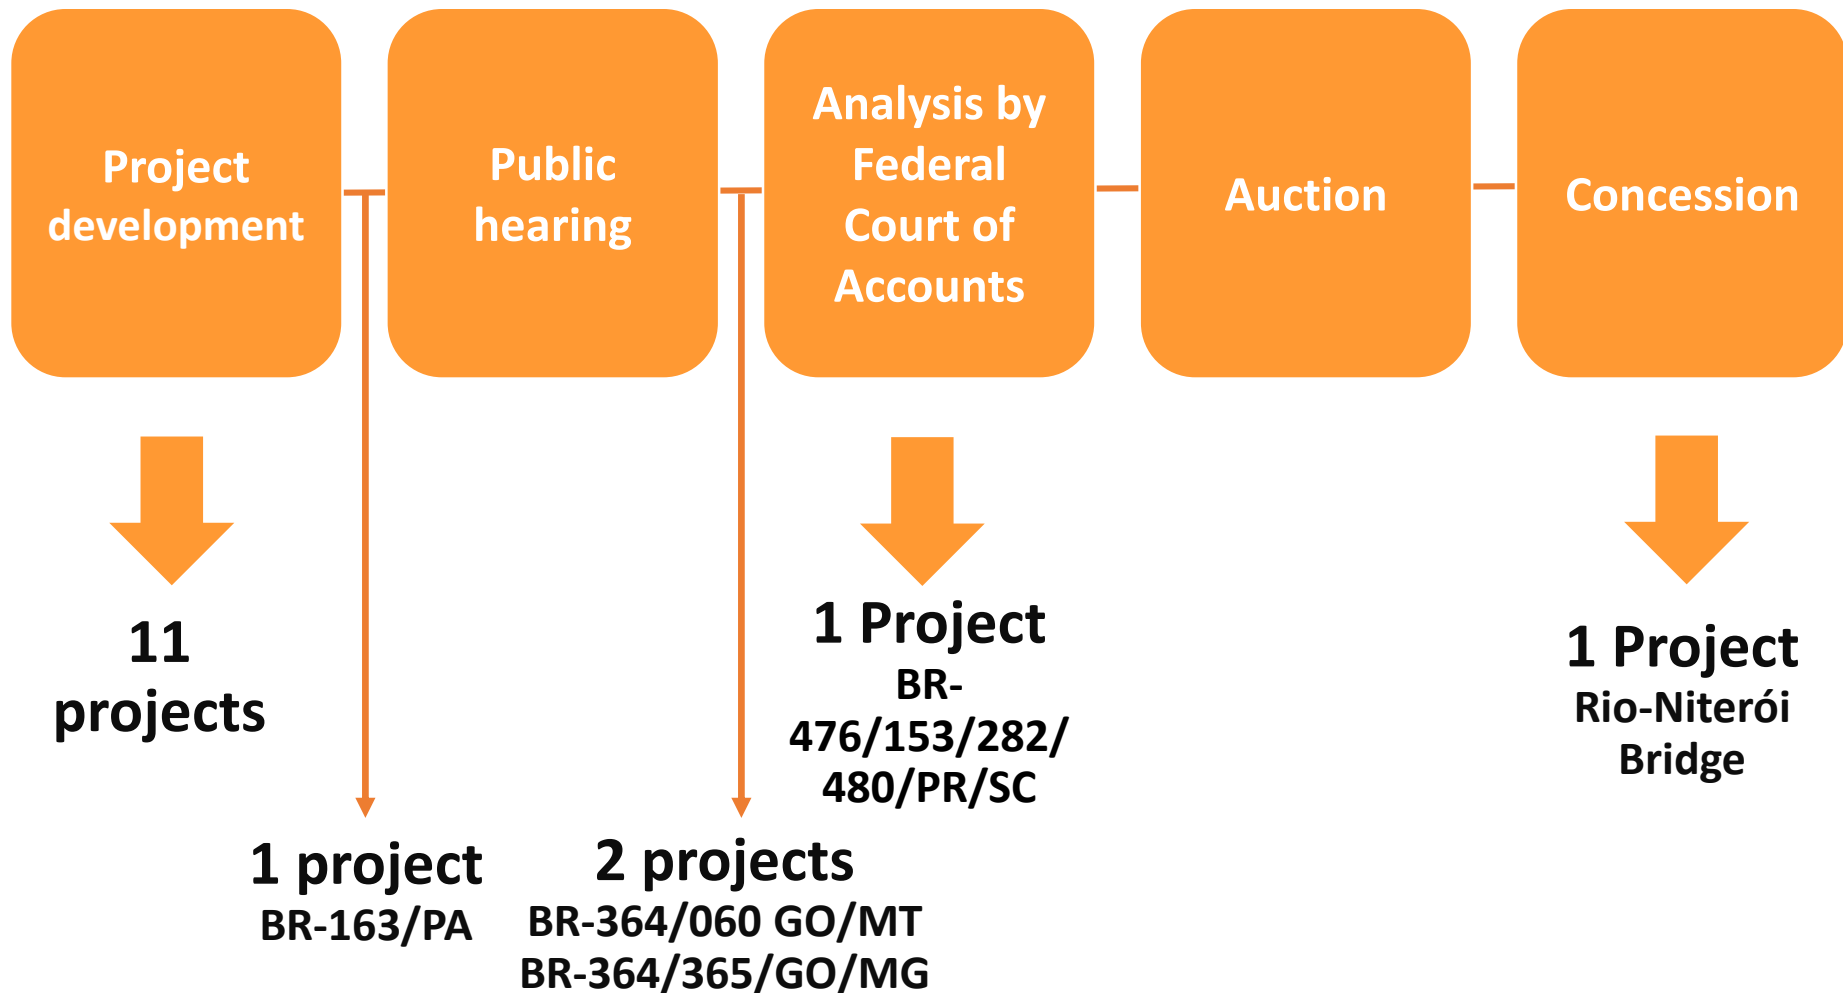 Project
development
Public
hearing
Analysis by
Federal
Court of
Accounts
Auction
Concession
11
projects
1 project
BR-163/PA
2 projects
BR-364/060 GO/MT
BR-364/365/GO/MG
1 Project
BR-
476/153/282/
480/PR/SC
1 Project
Rio-Niterói
Bridge